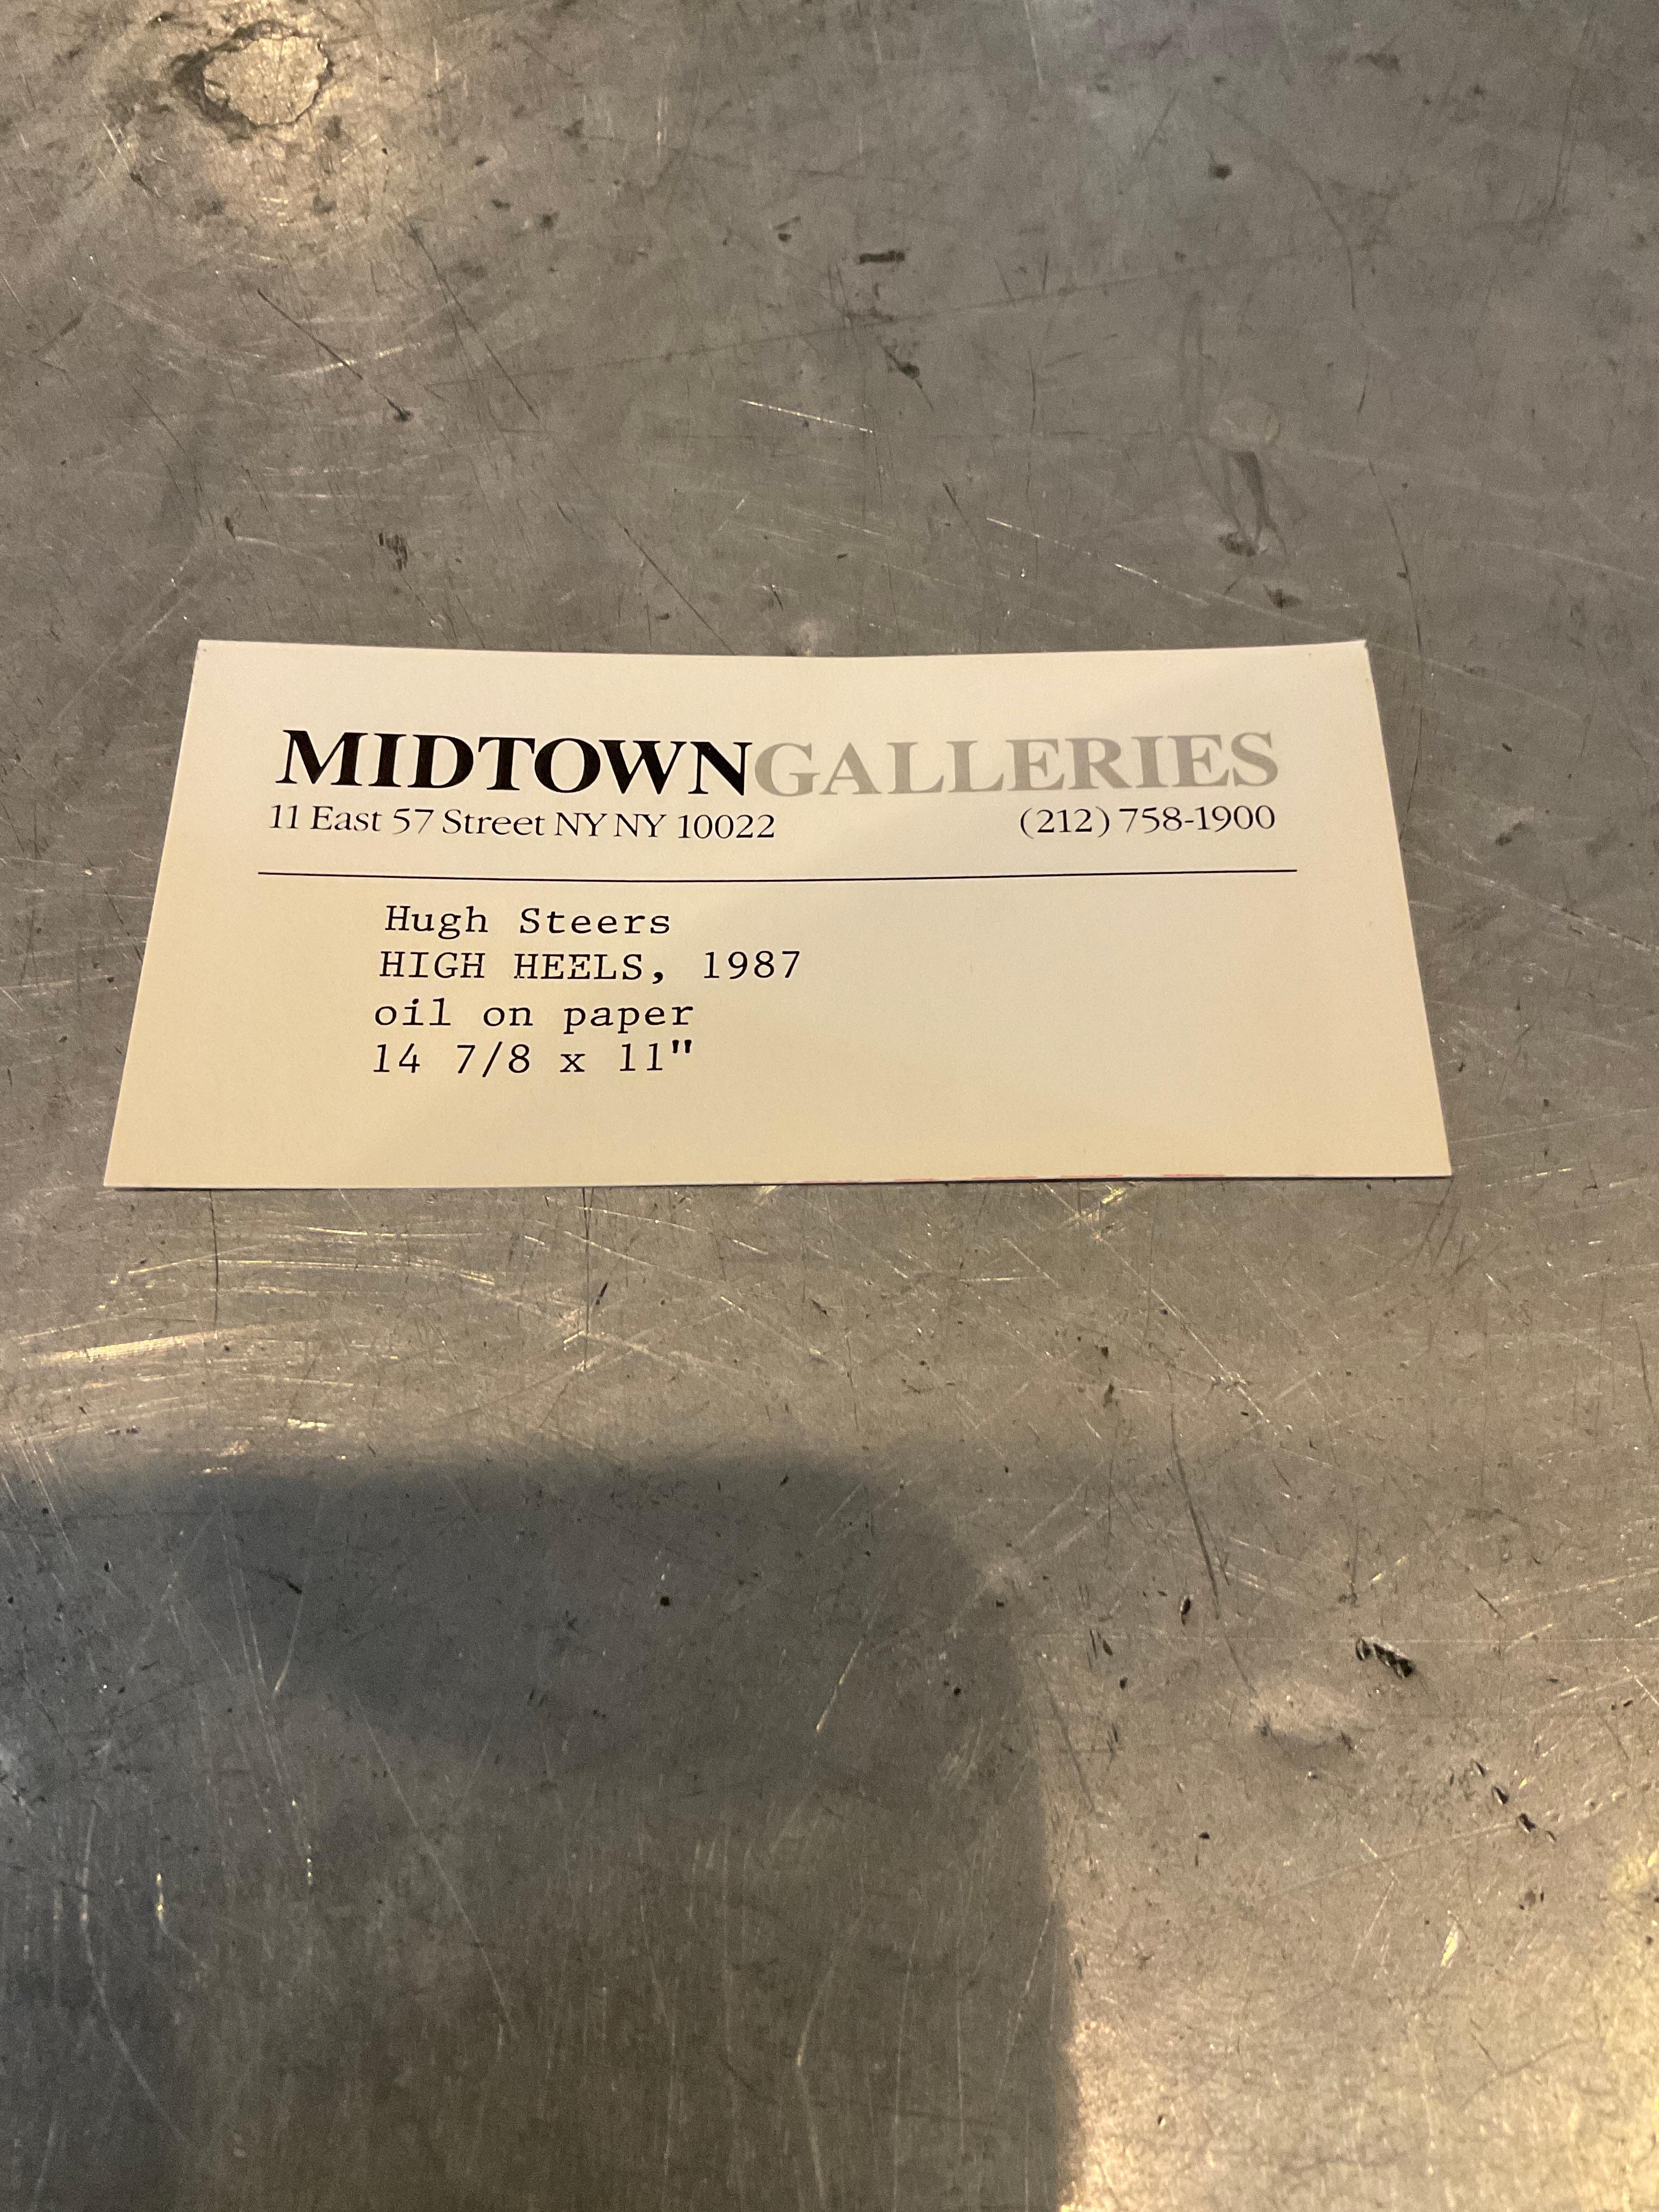 MIDTOWNGALLERIES
11 East 57 Street NY NY 10022 (212) 758-1900
Hugh Steers
HIGH HEELS, 1987
oil on paper
14 7/8 x 11"